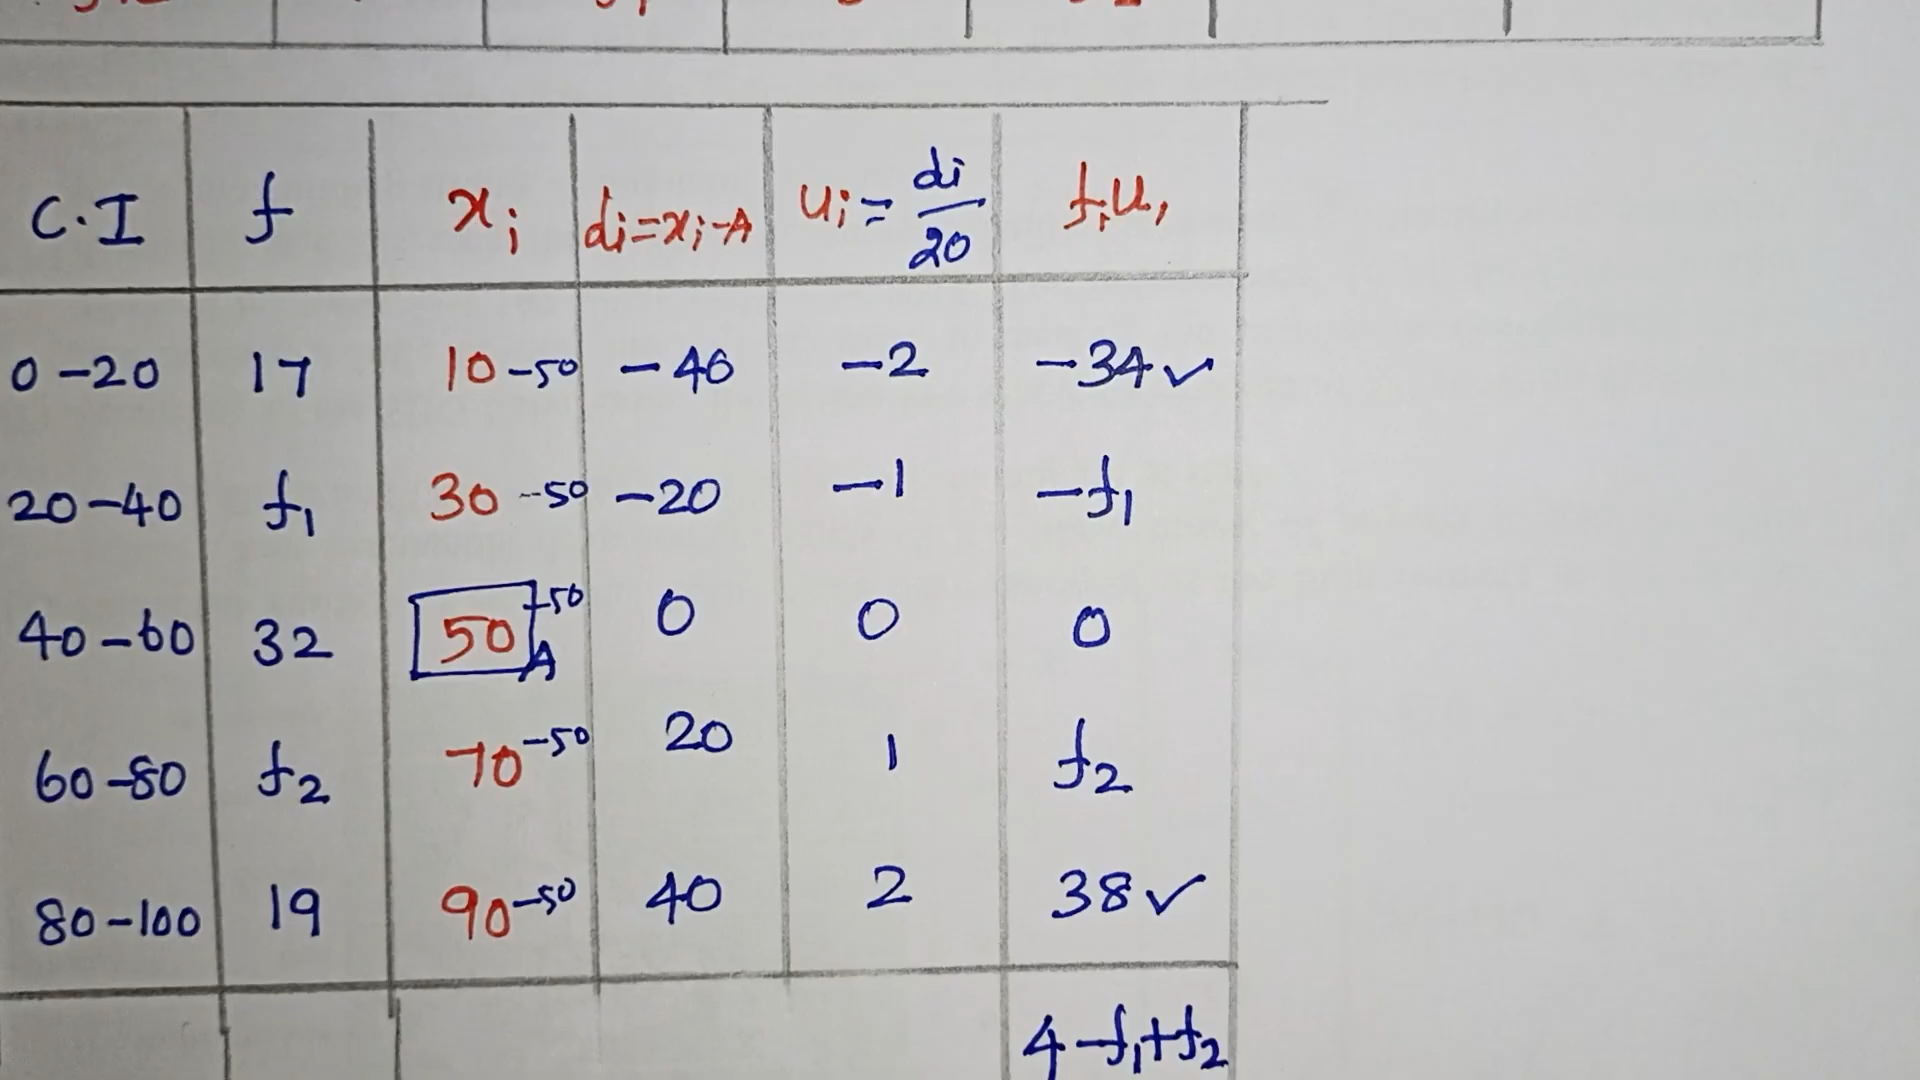 C.I f xi di=xi-A ui=di/20 fiui
0-20 17 10-50 -40 -2 -34✓
20-40 f1 30-50 -20 -1 -f1
40-60 32 50-50 A 0 0 0
60-80 f2 70-50 20 1 f2
80-100 19 90-50 40 2 38✓
4-f1+f2